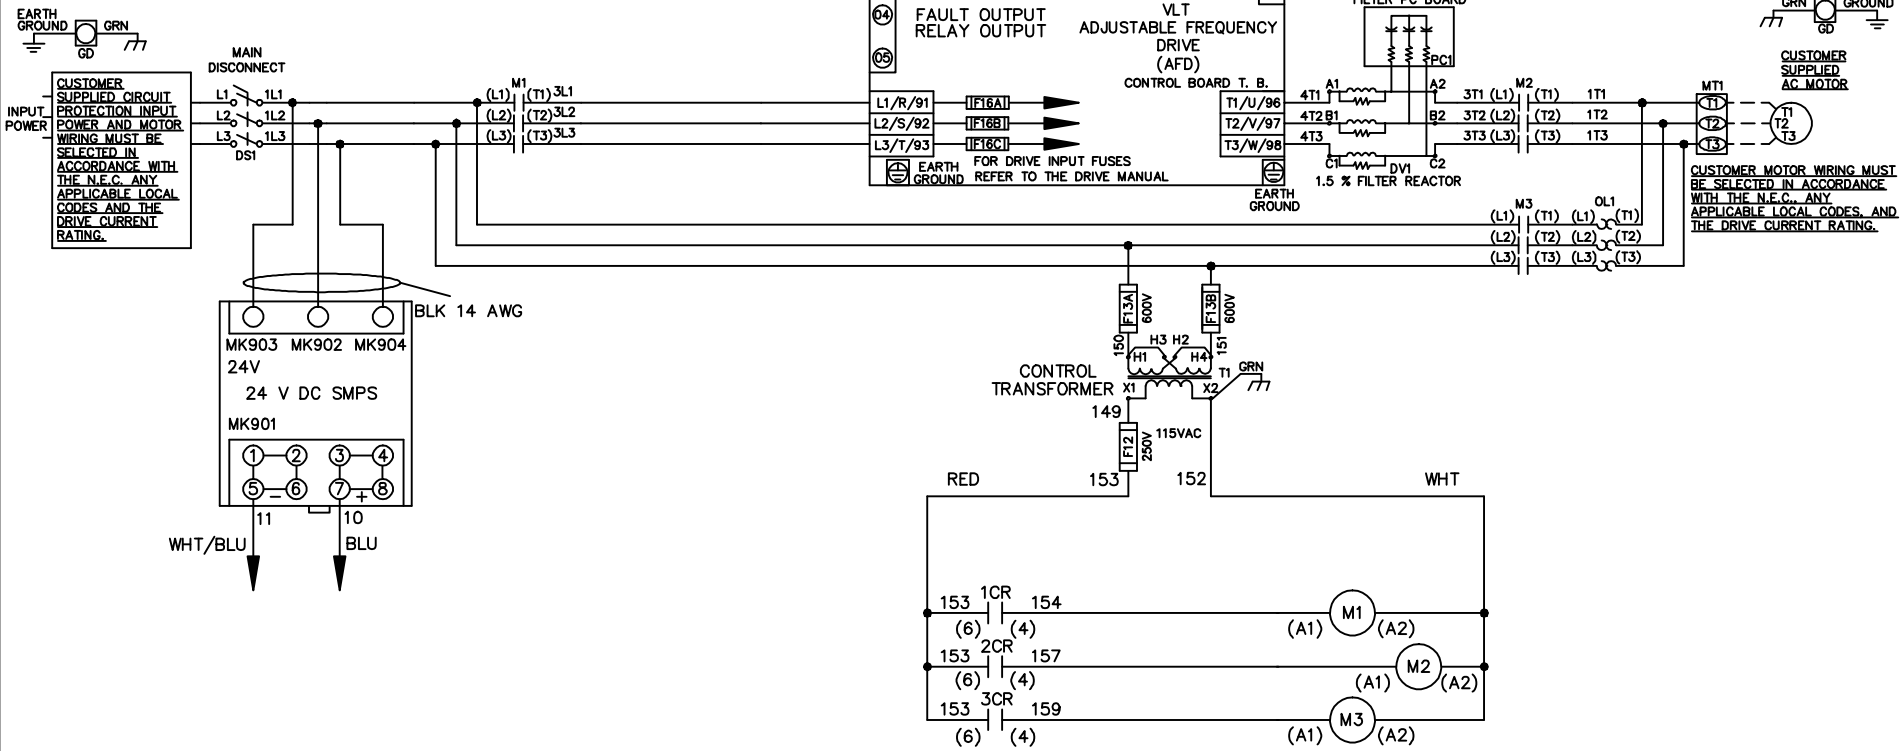 EARTH
GROUND
GRN
GD
MAIN
DISCONNECT
INPUT
POWER
CUSTOMER
SUPPLIED CIRCUIT
PROTECTION INPUT
POWER AND MOTOR
WIRING MUST BE
SELECTED IN
ACCORDANCE WITH
THE N.E.C. ANY
APPLICABLE LOCAL
CODES AND THE
DRIVE CURRENT
RATING.
L1 1L1
L2 1L2
L3 1L3
DS1
M1
(L1) (T1) 3L1
(L2) (T2) 3L2
(L3) (T3) 3L3
04
05
FAULT OUTPUT
RELAY OUTPUT
VLT
ADJUSTABLE FREQUENCY
DRIVE
(AFD)
CONTROL BOARD T. B.
L1/R/91 F16A T1/U/96
L2/S/92 F16B T2/V/97
L3/T/93 F16C T3/W/98
EARTH
GROUND
FOR DRIVE INPUT FUSES
REFER TO THE DRIVE MANUAL
EARTH
GROUND
FILTER PC BOARD
PC1
4T1 A1 A2
4T2 B1 B2
4T3 C1 C2
DV1
1.5 % FILTER REACTOR
M2
3T1 (L1) (T1) 1T1
3T2 (L2) (T2) 1T2
3T3 (L3) (T3) 1T3
GRN
GROUND
GD
CUSTOMER
SUPPLIED
AC MOTOR
MT1
T1 T1
T2 T2
T3 T3
CUSTOMER MOTOR WIRING MUST
BE SELECTED IN ACCORDANCE
WITH THE N.E.C., ANY
APPLICABLE LOCAL CODES, AND
THE DRIVE CURRENT RATING.
M3 OL1
(L1) (T1) (L1) (T1)
(L2) (T2) (L2) (T2)
(L3) (T3) (L3) (T3)
BLK 14 AWG
MK903 MK902 MK904
24V
24 V DC SMPS
MK901
1 2 3 4
5 6 7 8
− +
11 10
WHT/BLU BLU
F13A 600V
F13B 600V
150 151
H3 H2
H1 H4
CONTROL
TRANSFORMER
X1 X2 T1
GRN
149
F12 250V
115VAC
153 152
RED WHT
153 1CR 154 M1
(6) (4) (A1) (A2)
153 2CR 157 M2
(6) (4) (A1) (A2)
153 3CR 159 M3
(6) (4) (A1) (A2)